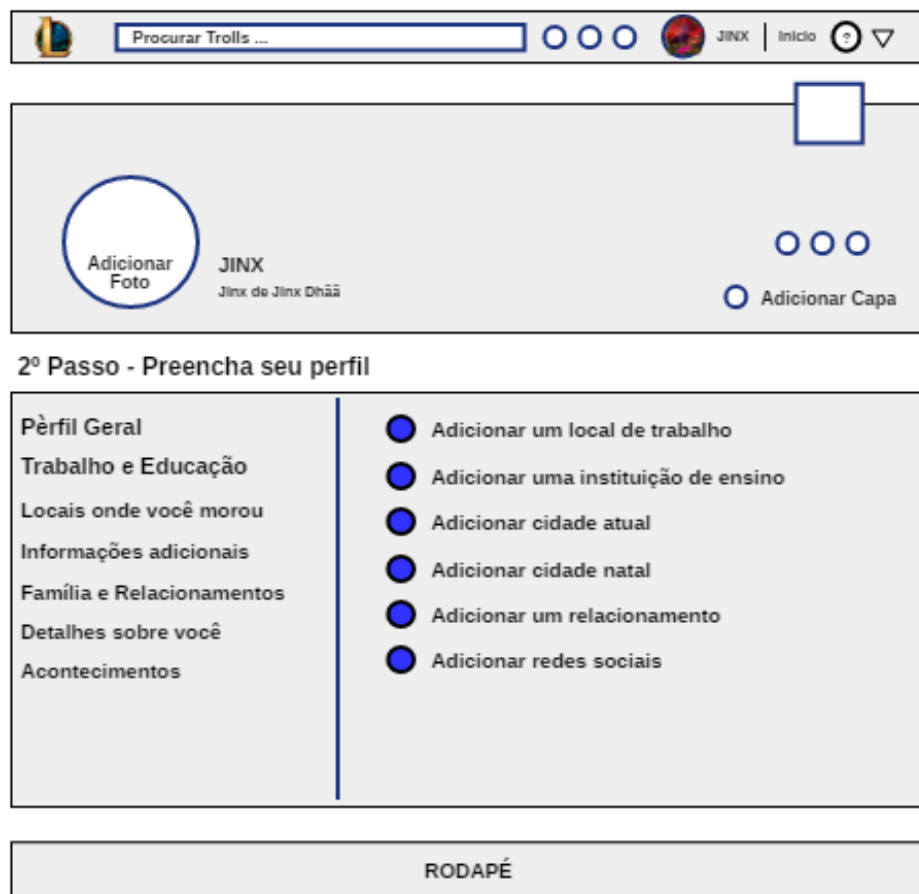 Procurar Trolls ...
JINX
Inicio
?
Adicionar
Foto
JINX
Jinx de Jinx Dhãã
Adicionar Capa
2º Passo - Preencha seu perfil
Pèrfil Geral
Trabalho e Educação
Locais onde você morou
Informações adicionais
Família e Relacionamentos
Detalhes sobre você
Acontecimentos
Adicionar um local de trabalho
Adicionar uma instituição de ensino
Adicionar cidade atual
Adicionar cidade natal
Adicionar um relacionamento
Adicionar redes sociais
RODAPÉ